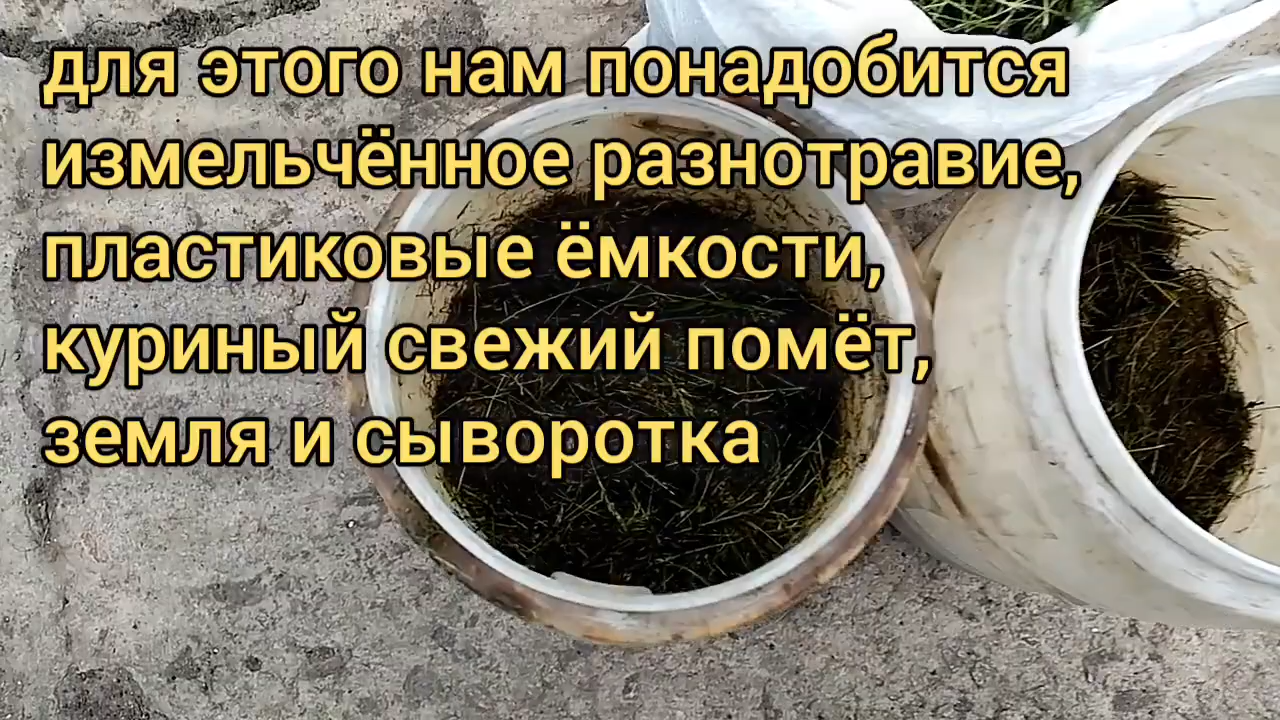 для этого нам понадобится
измельчённое разнотравие,
пластиковые ёмкости,
куриный свежий помёт,
земля и сыворотка